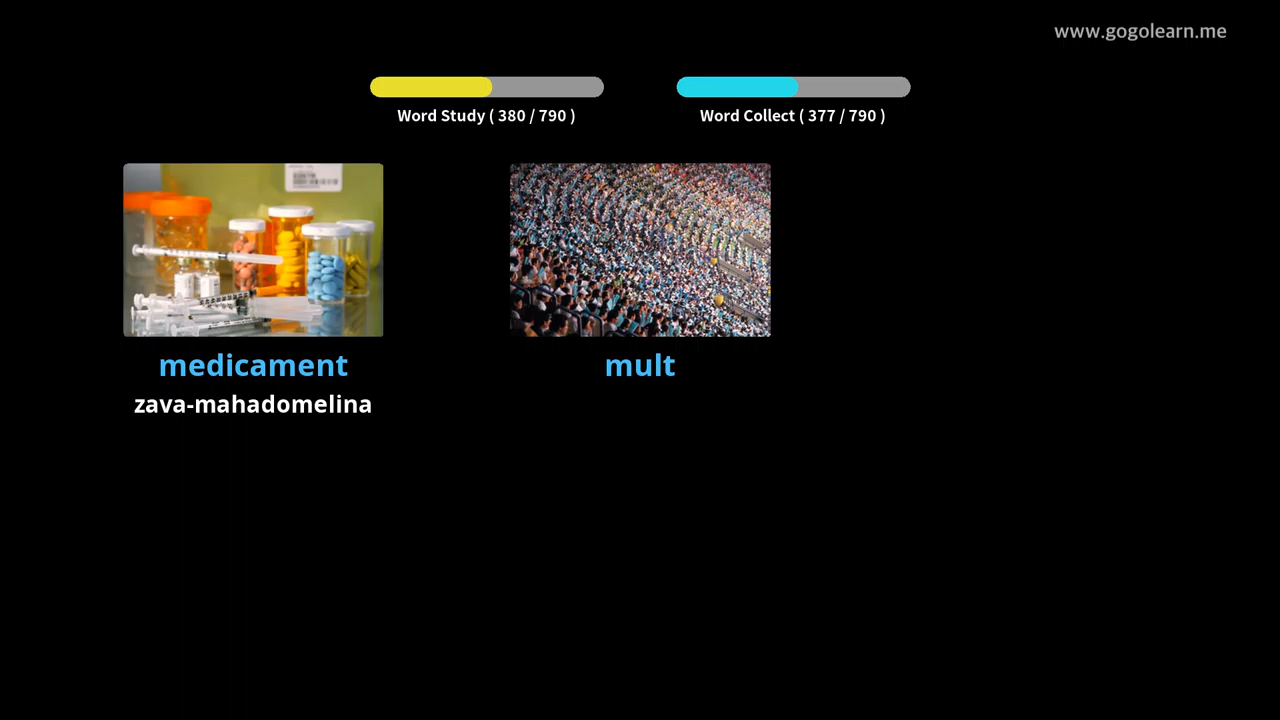 www.gogolearn.me
Word Study ( 380 / 790 )
Word Collect ( 377 / 790 )
medicament
mult
zava-mahadomelina